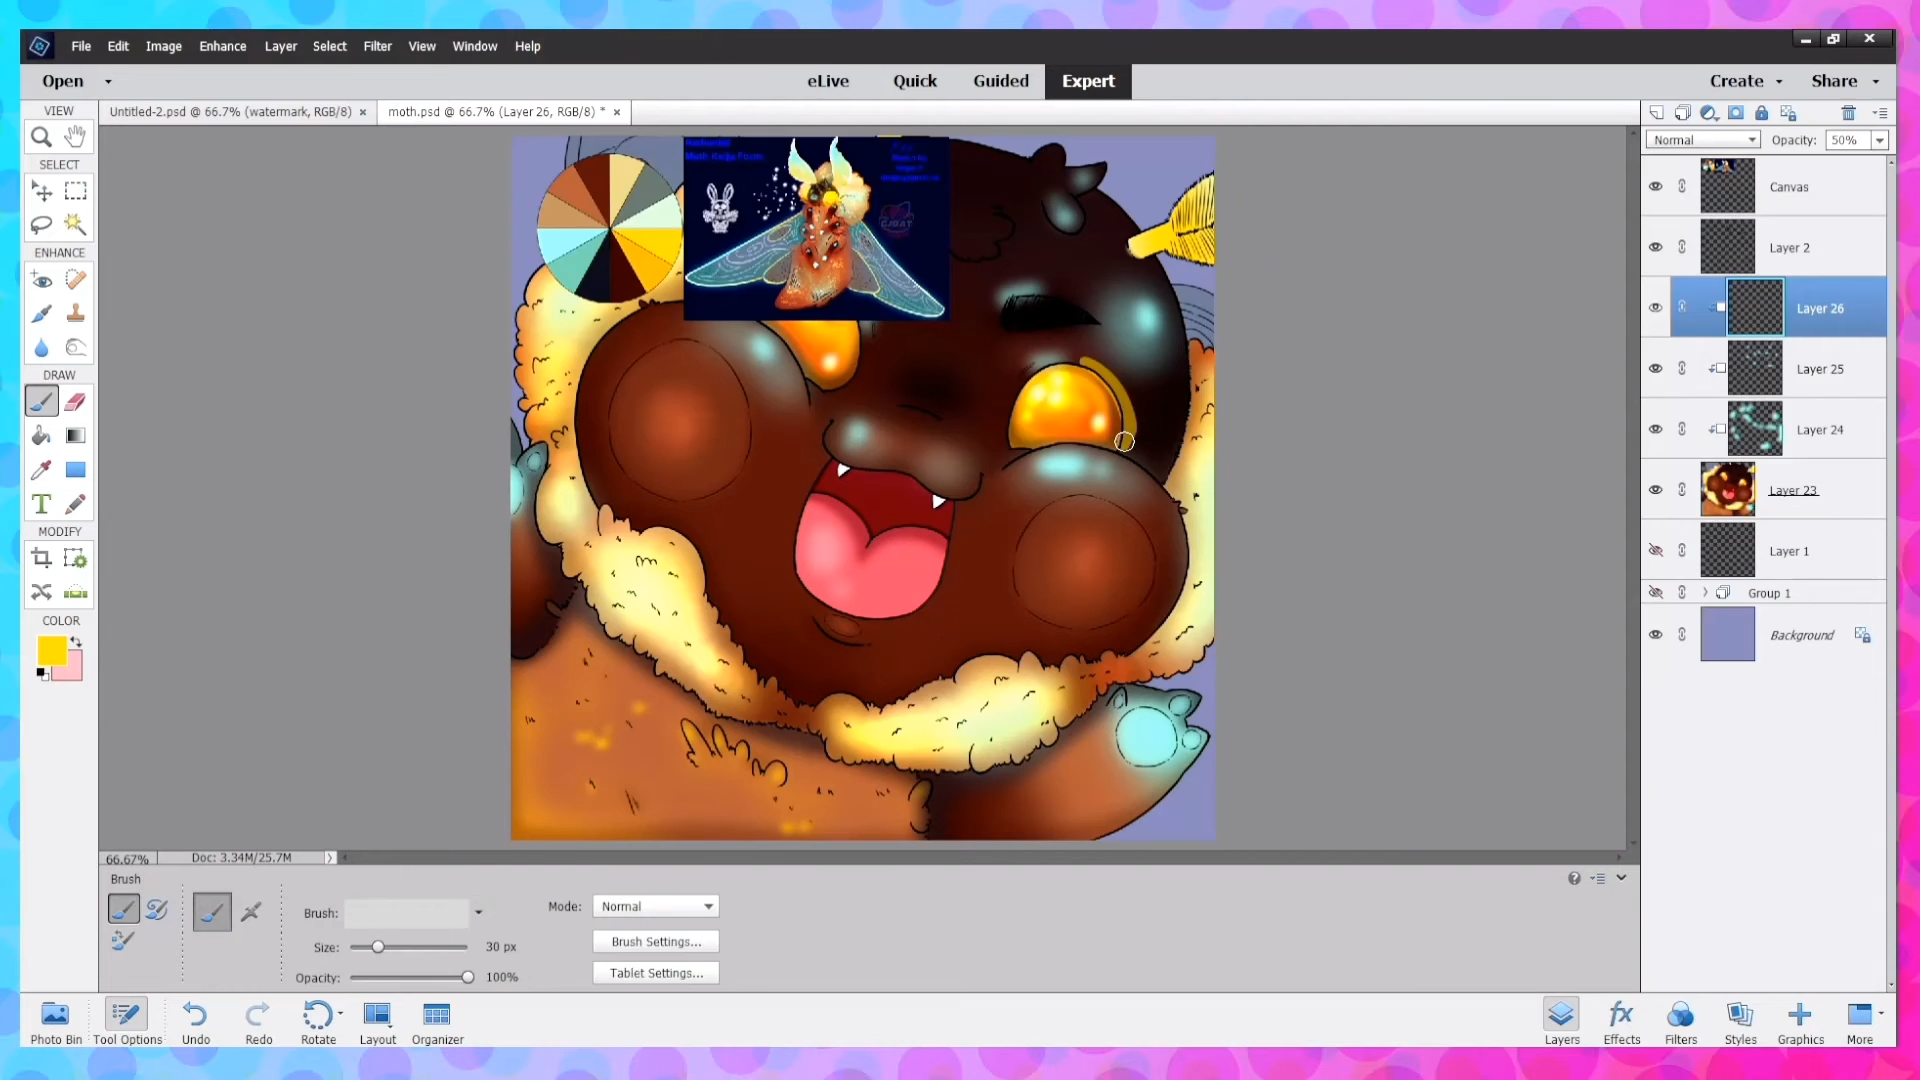 File Edit Image Enhance Layer Select Filter View Window Help
Open eLive Quick Guided Expert Create Share
VIEW
Untitled-2.psd @ 66.7% (watermark, RGB/8) × moth.psd @ 66.7% (Layer 26, RGB/8) * ×
Normal Opacity: 50%
SELECT
Canvas
Layer 2
ENHANCE
Layer 26
Layer 25
DRAW
Layer 24
Layer 23
T
MODIFY
Layer 1
Group 1
COLOR
Background
66.67% Doc: 3.34M/25.7M
Brush
Brush: Mode: Normal
Size: 30 px Brush Settings...
Opacity: 100% Tablet Settings...
Photo Bin Tool Options Undo Redo Rotate Layout Organizer fx Layers Effects Filters Styles Graphics More